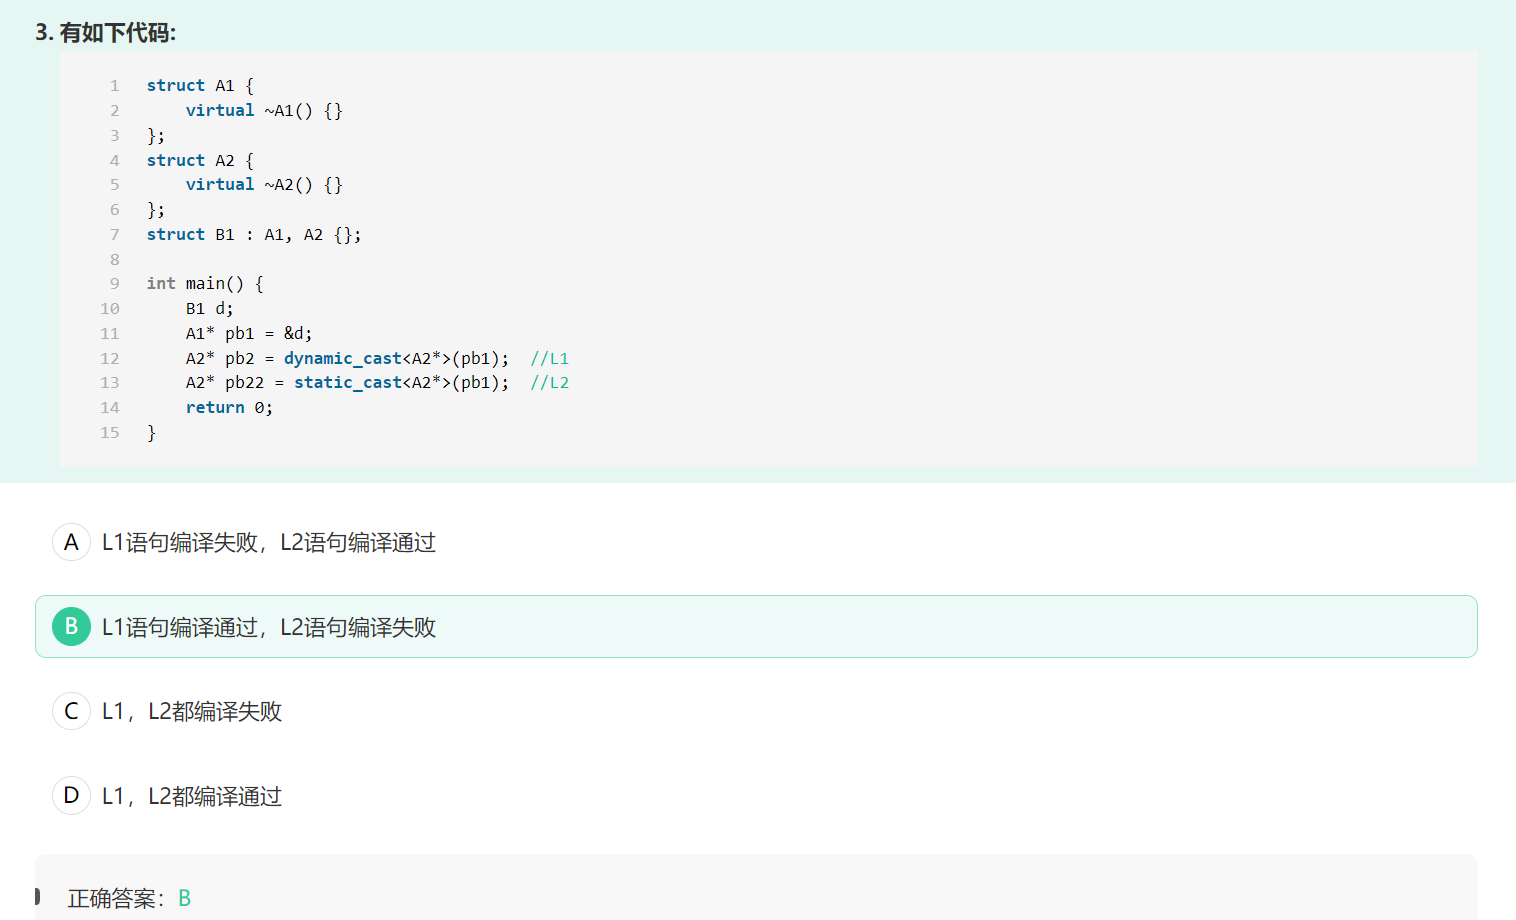 3. 有如下代码:
1 struct A1 {
2 virtual ~A1() {}
3 };
4 struct A2 {
5 virtual ~A2() {}
6 };
7 struct B1 : A1, A2 {};
8
9 int main() {
10 B1 d;
11 A1* pb1 = &d;
12 A2* pb2 = dynamic_cast<A2*>(pb1); //L1
13 A2* pb22 = static_cast<A2*>(pb1); //L2
14 return 0;
15 }
A L1语句编译失败，L2语句编译通过
B L1语句编译通过，L2语句编译失败
C L1，L2都编译失败
D L1，L2都编译通过
正确答案：B